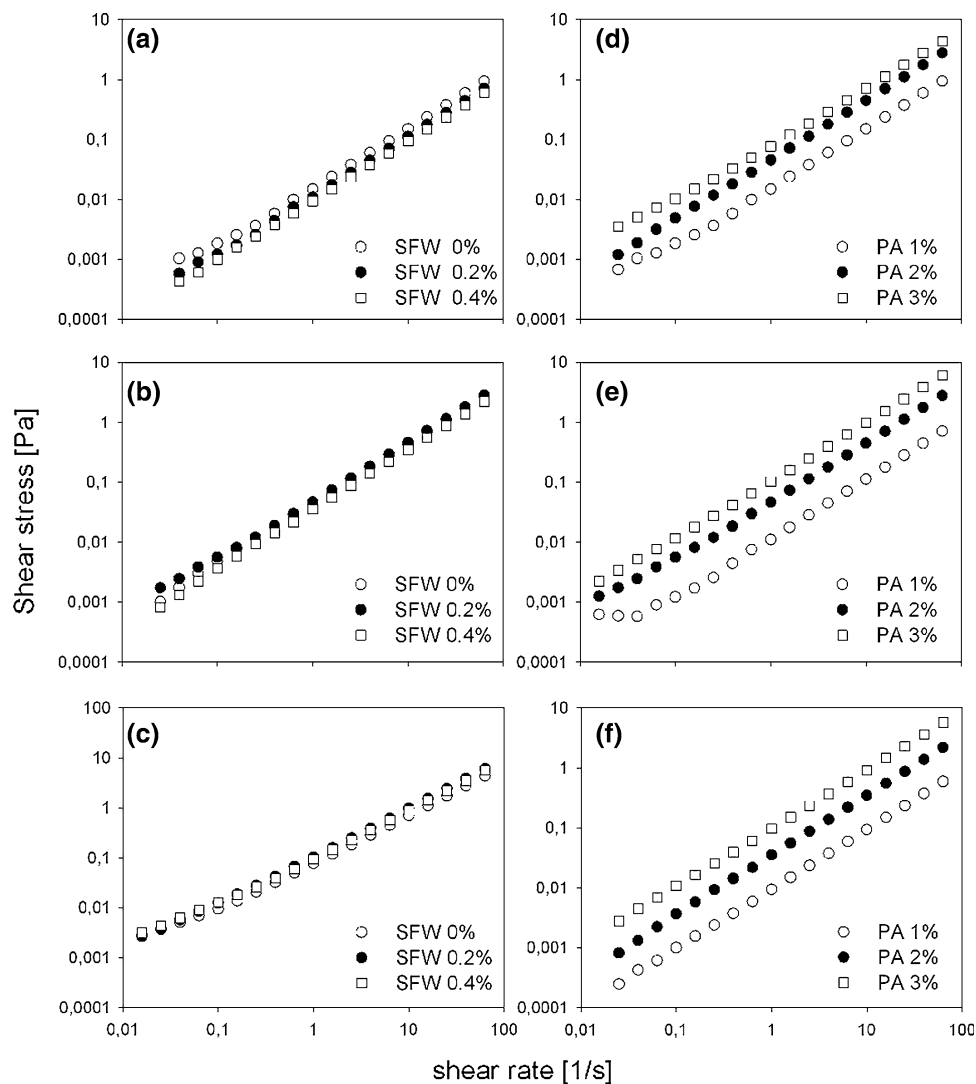 (a)
10
1
0,1
0,01
0,001
0,0001
SFW 0%
SFW 0.2%
SFW 0.4%
(d)
10
1
0,1
0,01
0,001
0,0001
PA 1%
PA 2%
PA 3%
(b)
10
1
0,1
0,01
0,001
0,0001
SFW 0%
SFW 0.2%
SFW 0.4%
(e)
10
1
0,1
0,01
0,001
0,0001
PA 1%
PA 2%
PA 3%
Shear stress [Pa]
(c)
100
10
1
0,1
0,01
0,001
0,0001
SFW 0%
SFW 0.2%
SFW 0.4%
0,01 0,1 1 10 100
(f)
10
1
0,1
0,01
0,001
0,0001
PA 1%
PA 2%
PA 3%
0,01 0,1 1 10 100
shear rate [1/s]